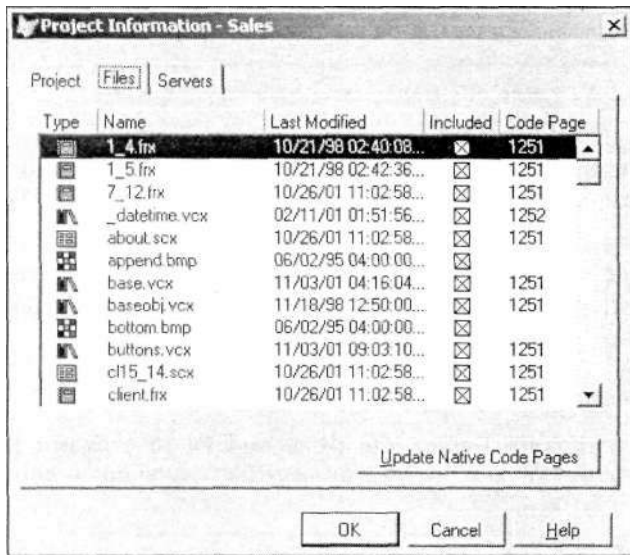 Project Information - Sales
Project Files Servers
Type Name Last Modified Included Code Page
1_4.frx 10/21/98 02:40:08... 1251
1_5.frx 10/21/98 02:42:36... 1251
7_12.frx 10/26/01 11:02:58... 1251
_datetime.vcx 02/11/01 01:51:56... 1252
about.scx 10/26/01 11:02:58... 1251
append.bmp 06/02/95 04:00:00...
base.vcx 11/03/01 04:16:04... 1251
baseobj.vcx 11/18/98 12:50:00... 1251
bottom.bmp 06/02/95 04:00:00...
buttons.vcx 11/03/01 09:03:10... 1251
cl15_14.scx 10/26/01 11:02:58... 1251
client.frx 10/26/01 11:02:58... 1251
Update Native Code Pages
OK Cancel Help